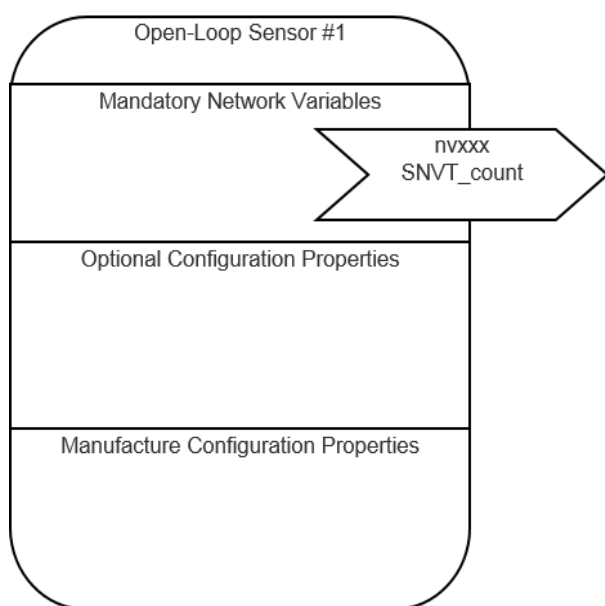 Open-Loop Sensor #1
Mandatory Network Variables
nvxxx
SNVT_count
Optional Configuration Properties
Manufacture Configuration Properties